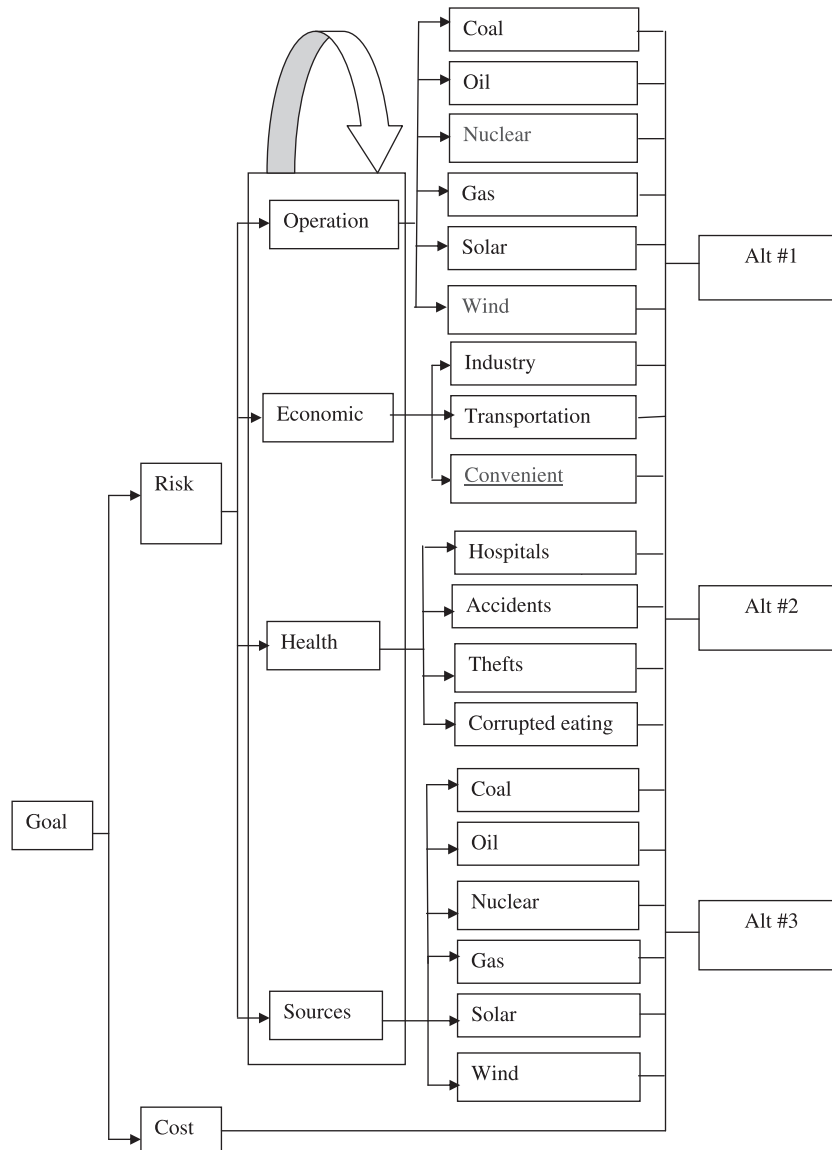 Coal
Oil
Nuclear
Gas
Operation
Solar
Alt #1
Wind
Industry
Economic
Transportation
Convenient
Risk
Hospitals
Accidents
Alt #2
Health
Thefts
Corrupted eating
Coal
Goal
Oil
Nuclear
Alt #3
Gas
Sources
Solar
Wind
Cost